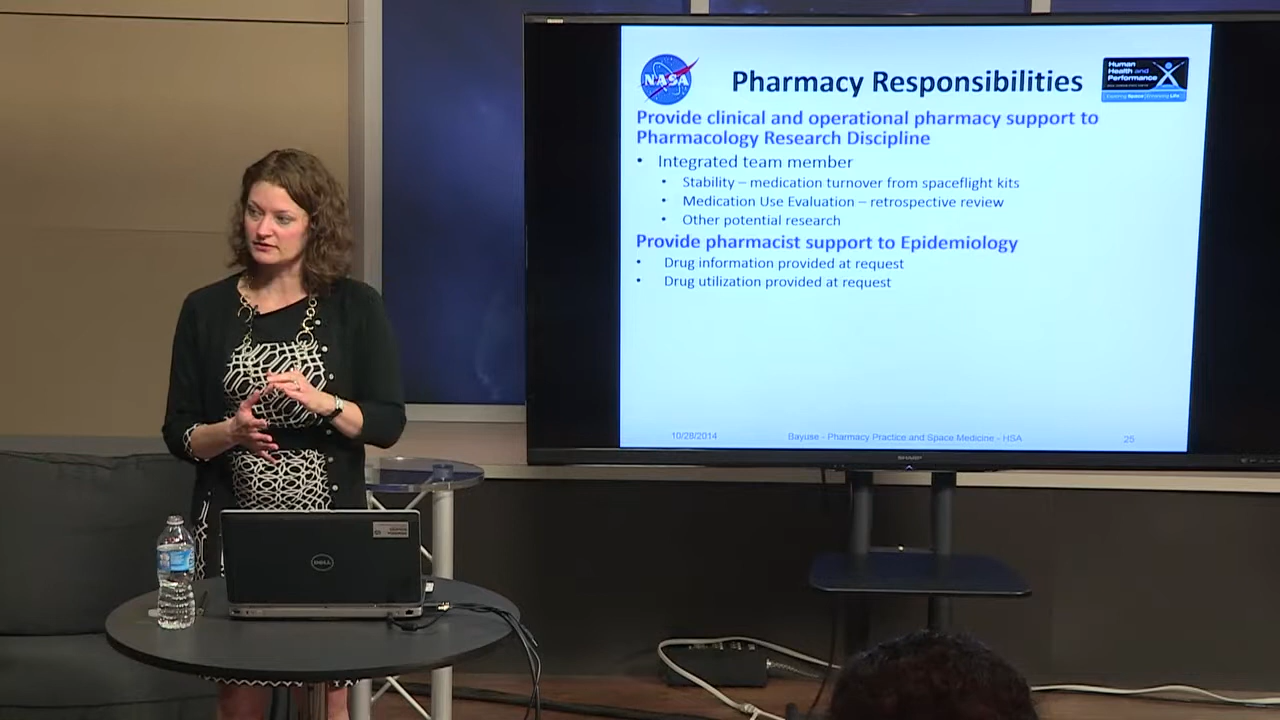 NASA
Pharmacy Responsibilities
Human
Health and
Performance
Provide clinical and operational pharmacy support to
Pharmacology Research Discipline
• Integrated team member
• Stability – medication turnover from spaceflight kits
• Medication Use Evaluation – retrospective review
• Other potential research
Provide pharmacist support to Epidemiology
• Drug information provided at request
• Drug utilization provided at request
10/28/2014
Bayuse - Pharmacy Practice and Space Medicine - HSA
25
SHARP
DELL